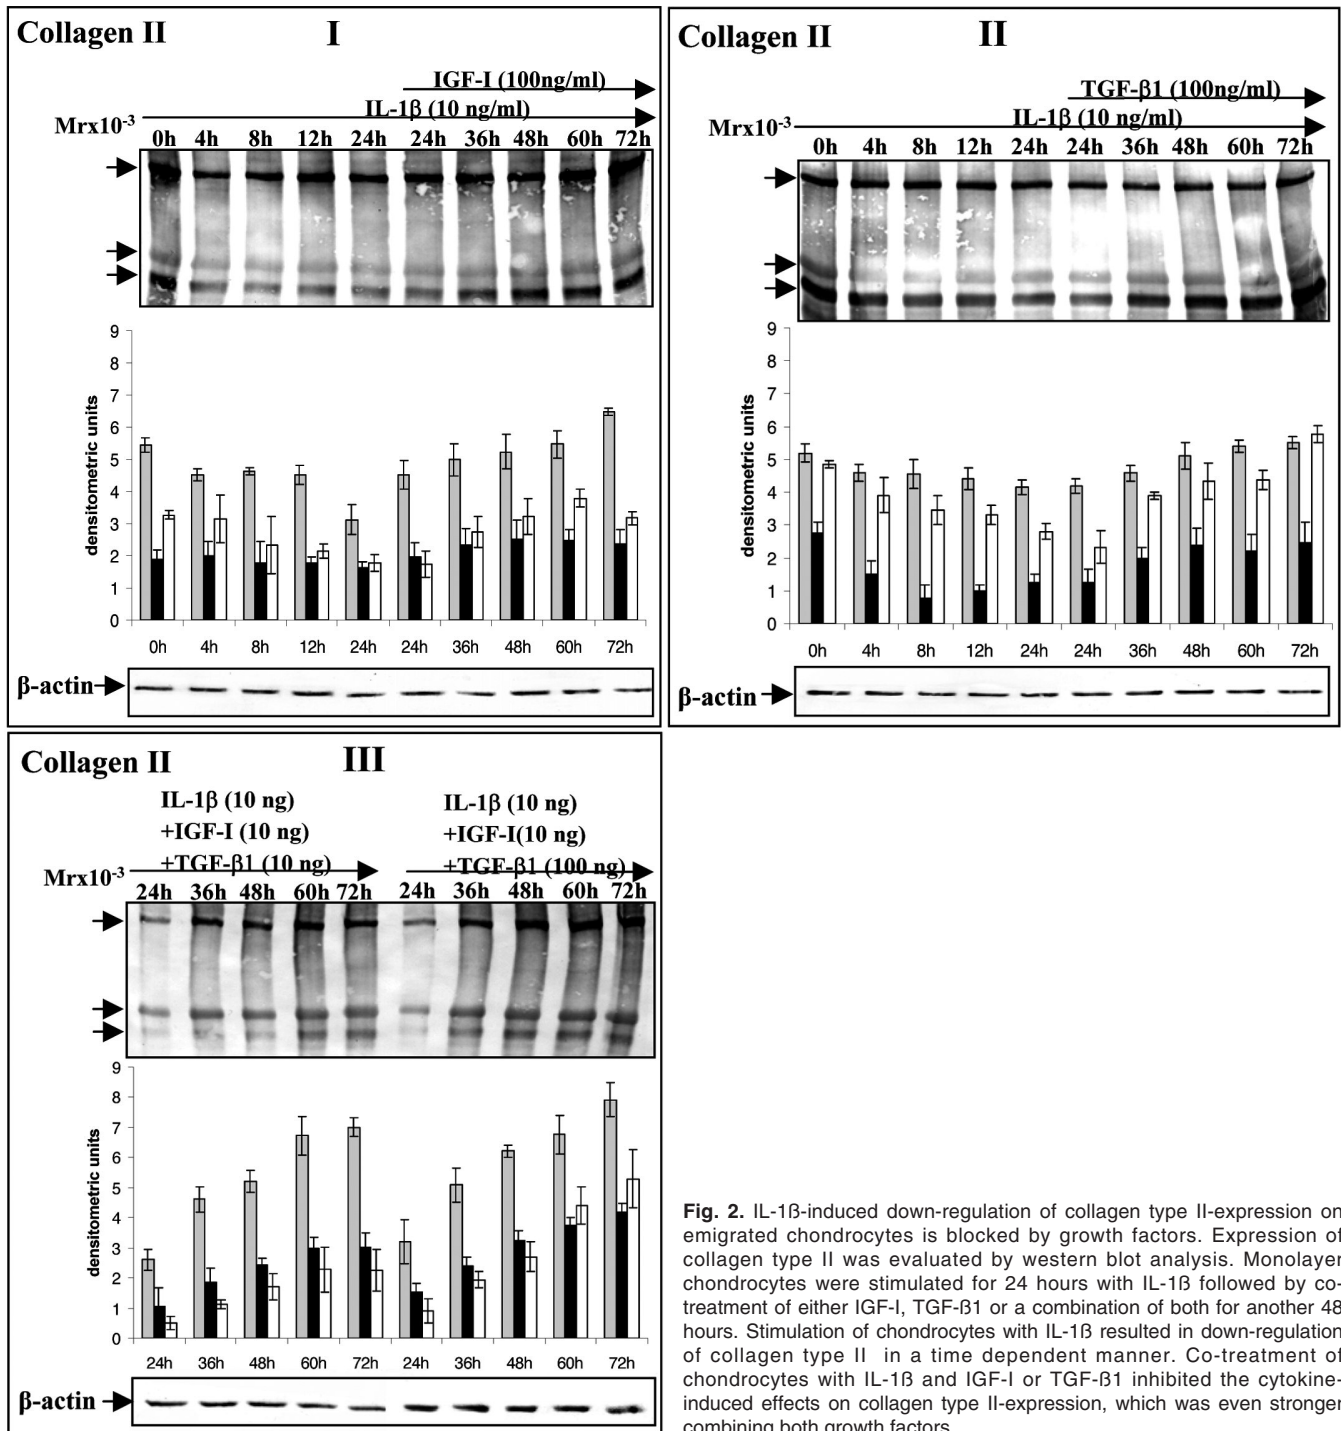 Collagen II I
IGF-I (100ng/ml)
IL-1β (10 ng/ml)
Mrx10-3
0h 4h 8h 12h 24h 24h 36h 48h 60h 72h
densitometric units
9
8
7
6
5
4
3
2
1
0
0h 4h 8h 12h 24h 24h 36h 48h 60h 72h
β-actin
Collagen II II
TGF-β1 (100ng/ml)
IL-1β (10 ng/ml)
Mrx10-3
0h 4h 8h 12h 24h 24h 36h 48h 60h 72h
densitometric units
9
8
7
6
5
4
3
2
1
0
0h 4h 8h 12h 24h 24h 36h 48h 60h 72h
β-actin
Collagen II III
IL-1β (10 ng) IL-1β (10 ng)
+IGF-I (10 ng) +IGF-I(10 ng)
+TGF-β1 (10 ng) +TGF-β1 (100 ng)
Mrx10-3
24h 36h 48h 60h 72h 24h 36h 48h 60h 72h
densitometric units
9
8
7
6
5
4
3
2
1
0
24h 36h 48h 60h 72h 24h 36h 48h 60h 72h
β-actin
Fig. 2. IL-1ß-induced down-regulation of collagen type II-expression on
emigrated chondrocytes is blocked by growth factors. Expression of
collagen type II was evaluated by western blot analysis. Monolayer
chondrocytes were stimulated for 24 hours with IL-1ß followed by co-
treatment of either IGF-I, TGF-ß1 or a combination of both for another 48
hours. Stimulation of chondrocytes with IL-1ß resulted in down-regulation
of collagen type II in a time dependent manner. Co-treatment of
chondrocytes with IL-1ß and IGF-I or TGF-ß1 inhibited the cytokine-
induced effects on collagen type II-expression, which was even stronger
combining both growth factors.